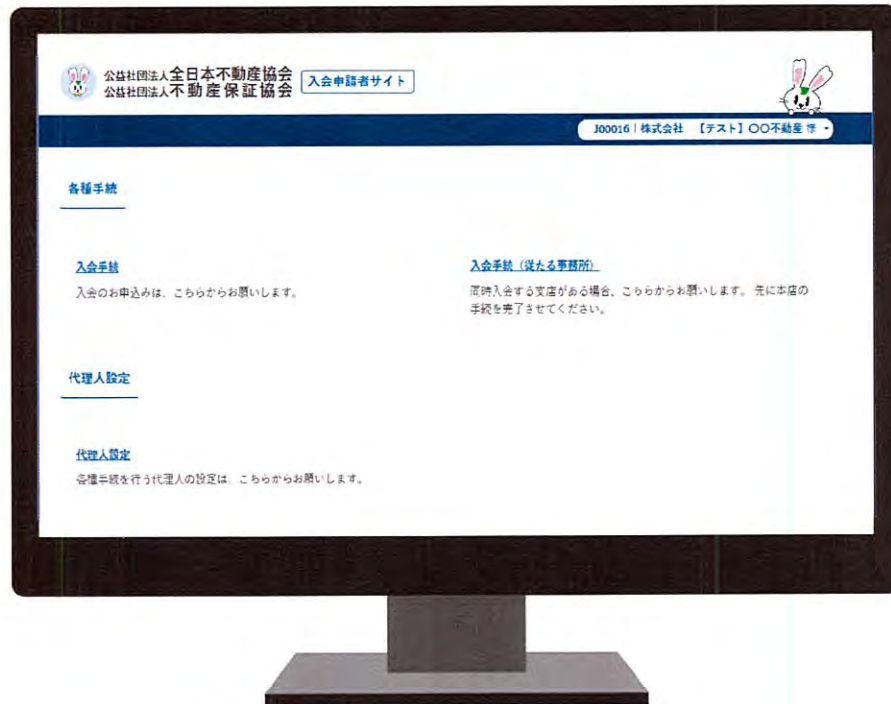 公益社団法人全日本不動産協会
公益社団法人不動産保証協会
入会申請者サイト
J00016|株式会社 【テスト】〇〇不動産 様
各種手続
入会手続
入会のお申込みは、こちらからお願いします。
入会手続（従たる事務所）
同時入会する支店がある場合、こちらからお願いします。 先に本店の
手続を完了させてください。
代理人設定
代理人設定
各種手続を行う代理人の設定は、こちらからお願いします。